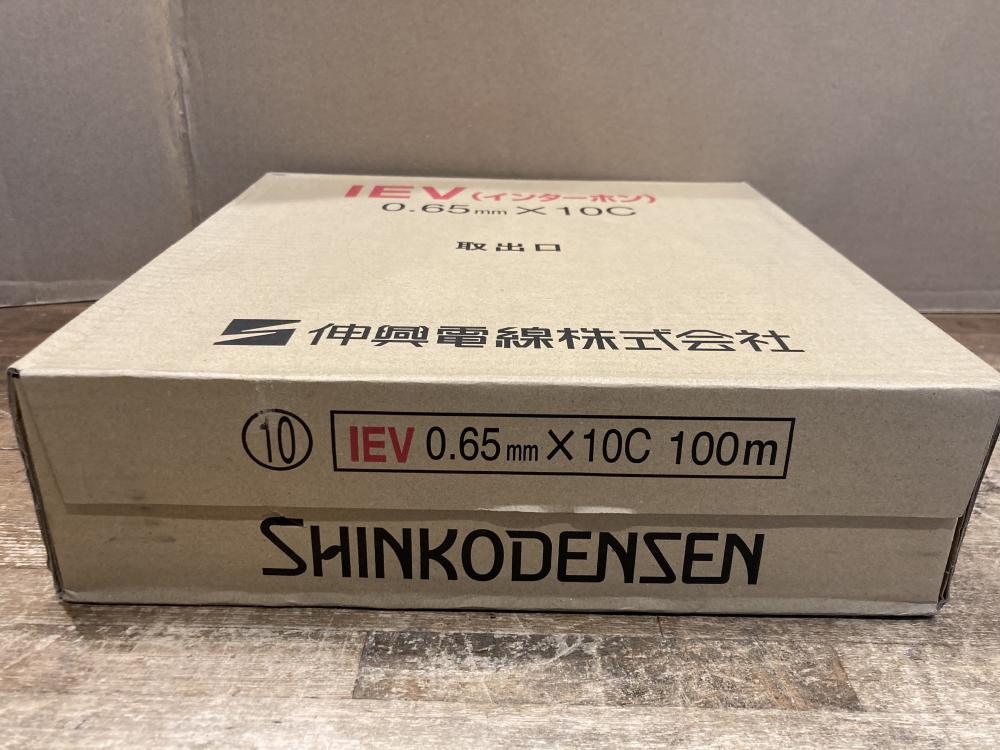 IEV(インターホン)
0.65mm×10C
取出口
伸興電線株式会社
⑩ IEV 0.65mm×10C 100m
SHINKODENSEN